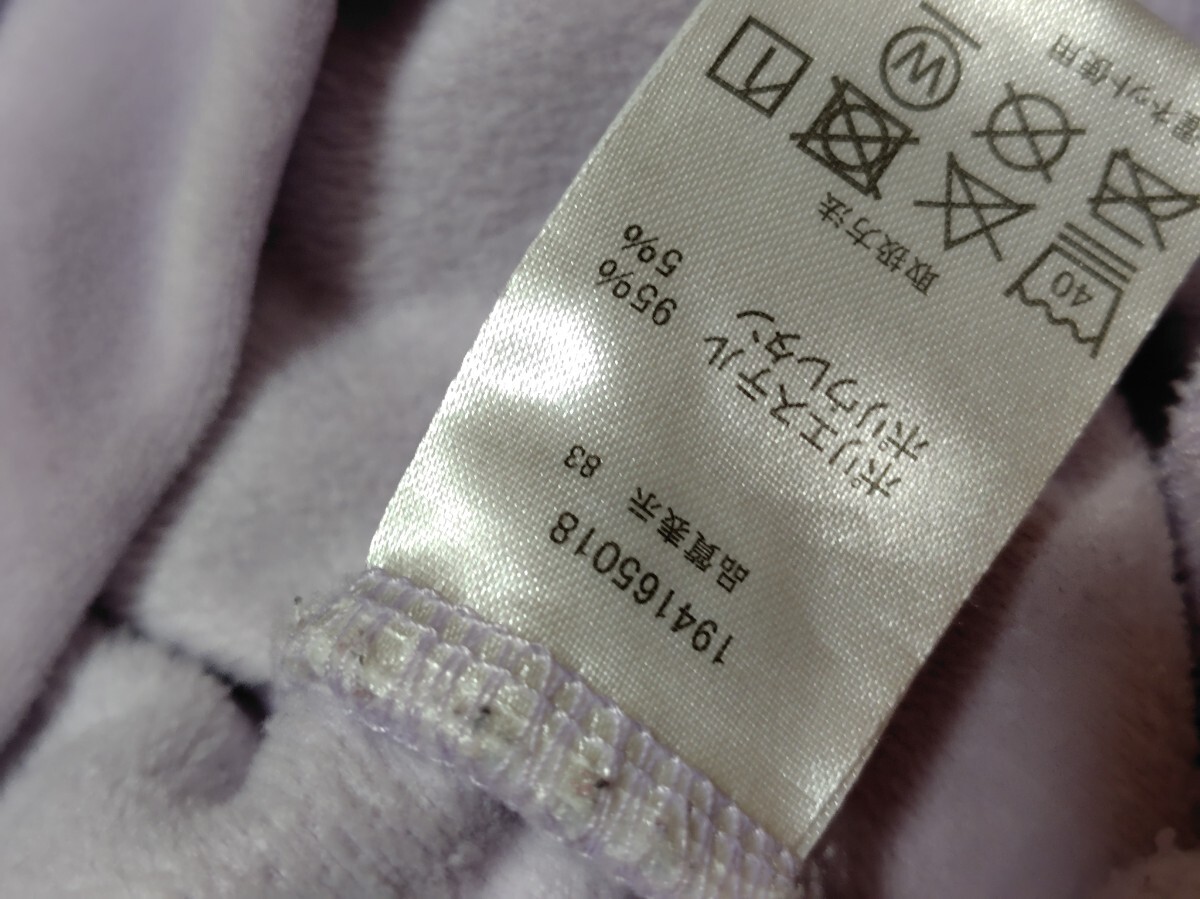 194165018
品質表示 83
ポリエステル 95%
ポリウレタン 5%
取扱方法
40
W
ネット使用